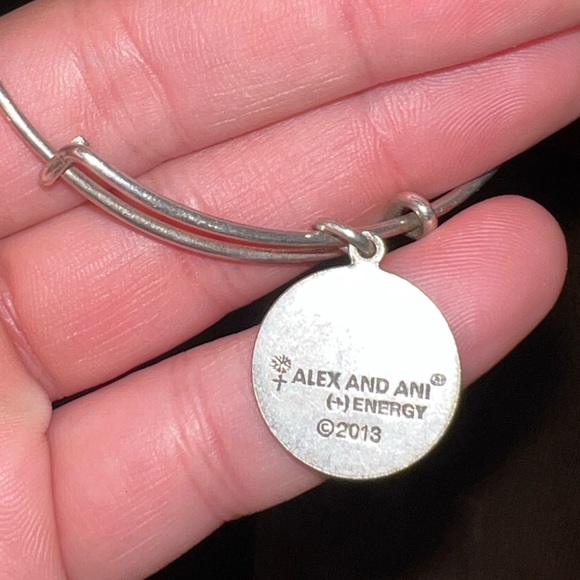 ALEX AND ANI®
(+) ENERGY
©2013